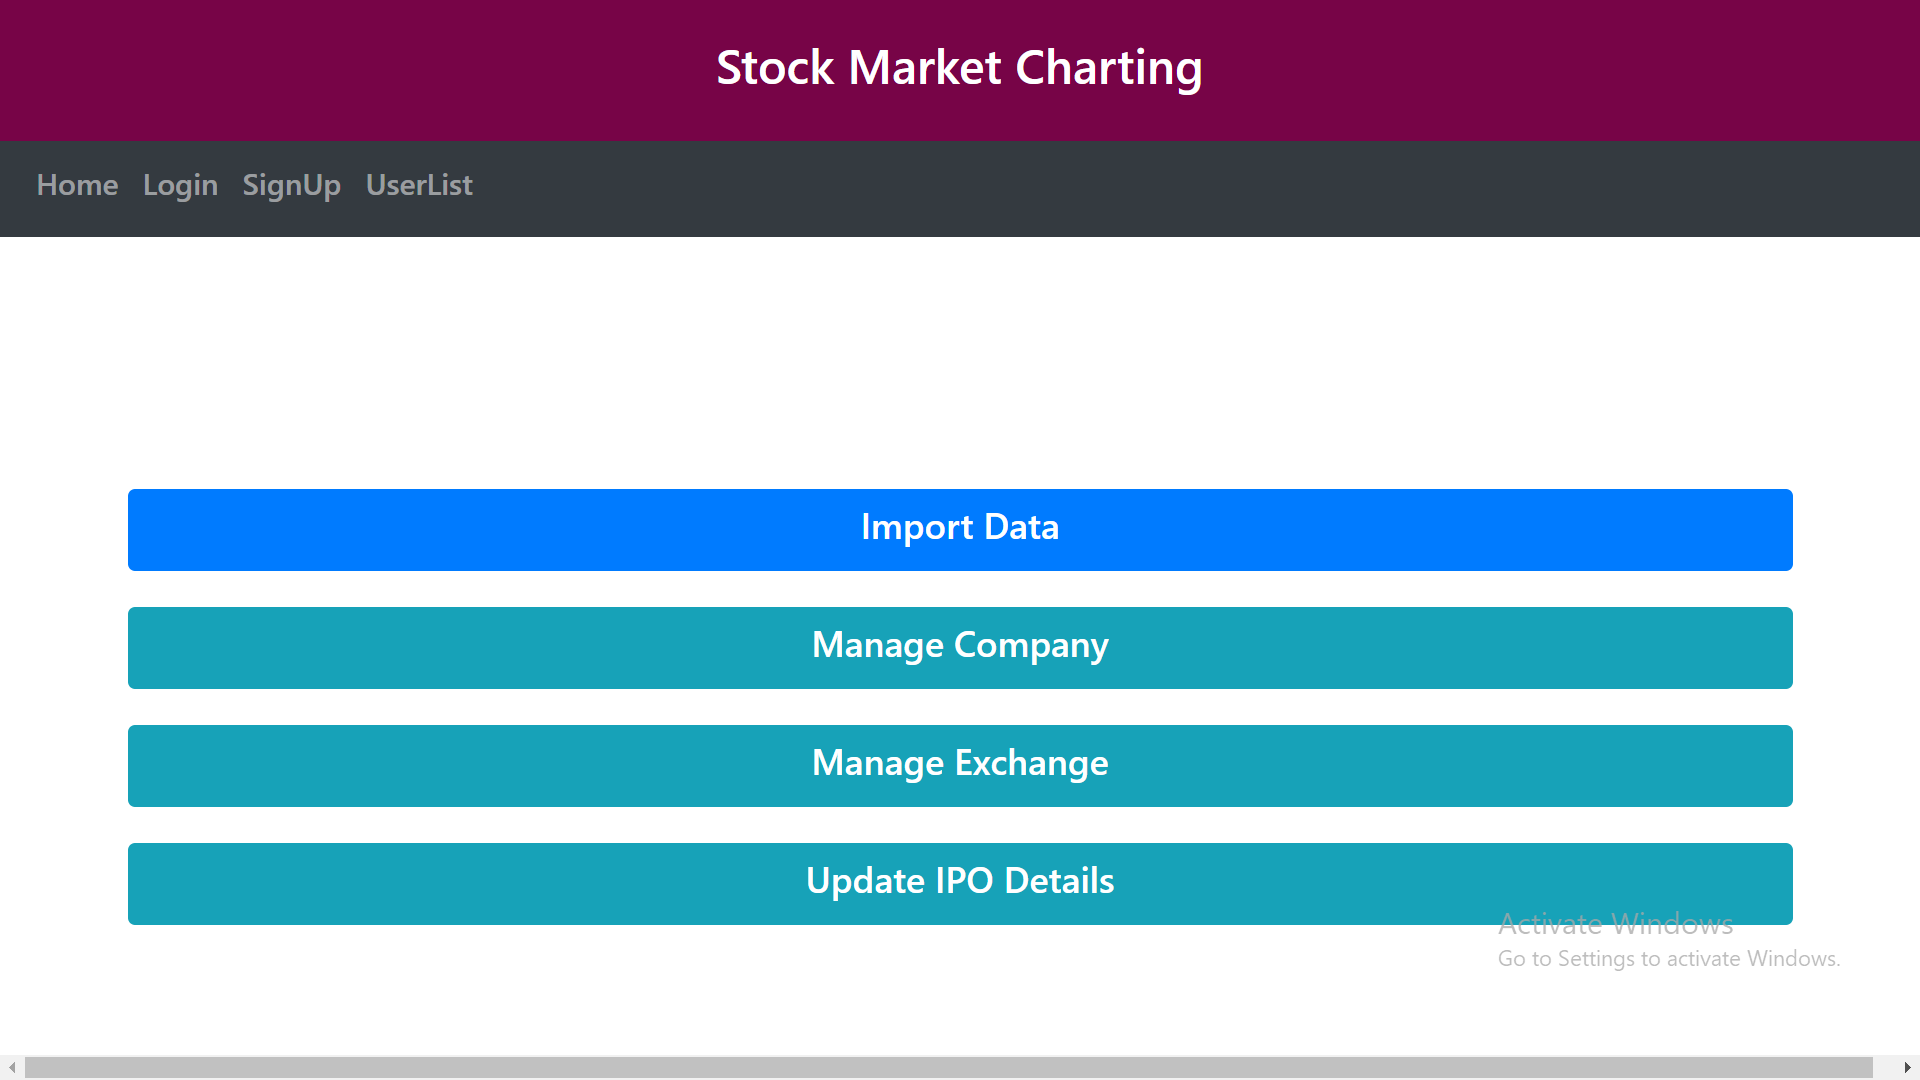 Stock Market Charting
Home Login SignUp UserList
Import Data
Manage Company
Manage Exchange
Update IPO Details
Activate Windows
Go to Settings to activate Windows.